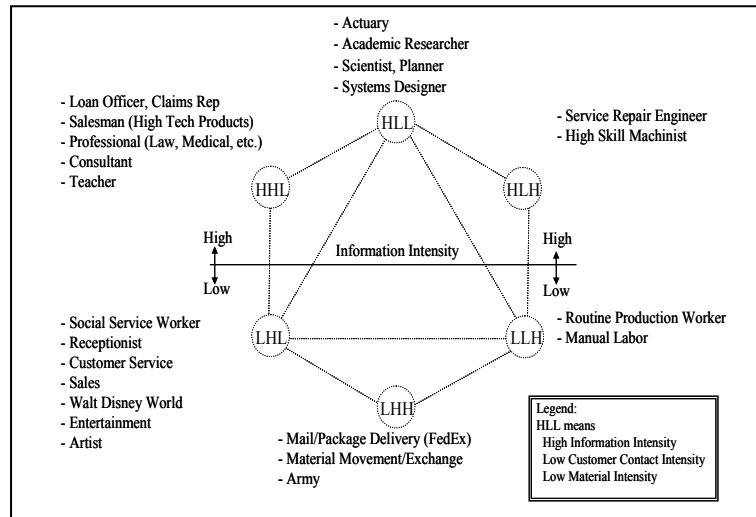 - Actuary
- Academic Researcher
- Scientist, Planner
- Systems Designer
- Loan Officer, Claims Rep
- Salesman (High Tech Products)
- Professional (Law, Medical, etc.)
- Consultant
- Teacher
- Service Repair Engineer
- High Skill Machinist
HLL
HHL
HLH
High
Information Intensity
High
Low
Low
- Social Service Worker
- Receptionist
- Customer Service
- Sales
- Walt Disney World
- Entertainment
- Artist
LHL
LLH
- Routine Production Worker
- Manual Labor
LHH
- Mail/Package Delivery (FedEx)
- Material Movement/Exchange
- Army
Legend:
HLL means
High Information Intensity
Low Customer Contact Intensity
Low Material Intensity